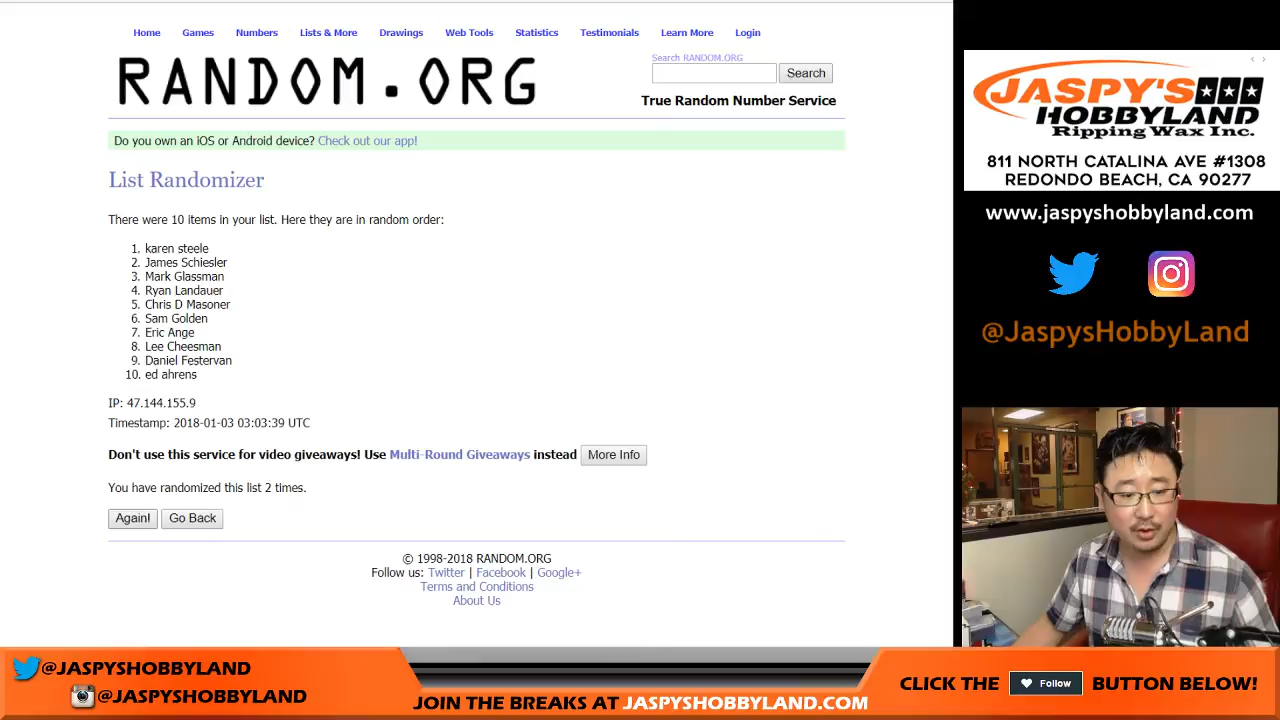 Home Games Numbers Lists & More Drawings Web Tools Statistics Testimonials Learn More Login
RANDOM.ORG
Search RANDOM.ORG
Search
True Random Number Service
Do you own an iOS or Android device? Check out our app!
List Randomizer
There were 10 items in your list. Here they are in random order:
1. karen steele
2. James Schiesler
3. Mark Glassman
4. Ryan Landauer
5. Chris D Masoner
6. Sam Golden
7. Eric Ange
8. Lee Cheesman
9. Daniel Festervan
10. ed ahrens
IP: 47.144.155.9
Timestamp: 2018-01-03 03:03:39 UTC
Don't use this service for video giveaways! Use Multi-Round Giveaways instead More Info
You have randomized this list 2 times.
Again! Go Back
© 1998-2018 RANDOM.ORG
Follow us: Twitter | Facebook | Google+
Terms and Conditions
About Us
JASPY'S
HOBBYLAND
Ripping Wax Inc.
811 NORTH CATALINA AVE #1308
REDONDO BEACH, CA 90277
www.jaspyshobbyland.com
@JaspysHobbyLand
@JASPYSHOBBYLAND
@JASPYSHOBBYLAND
JOIN THE BREAKS AT JASPYSHOBBYLAND.COM
CLICK THE Follow BUTTON BELOW!